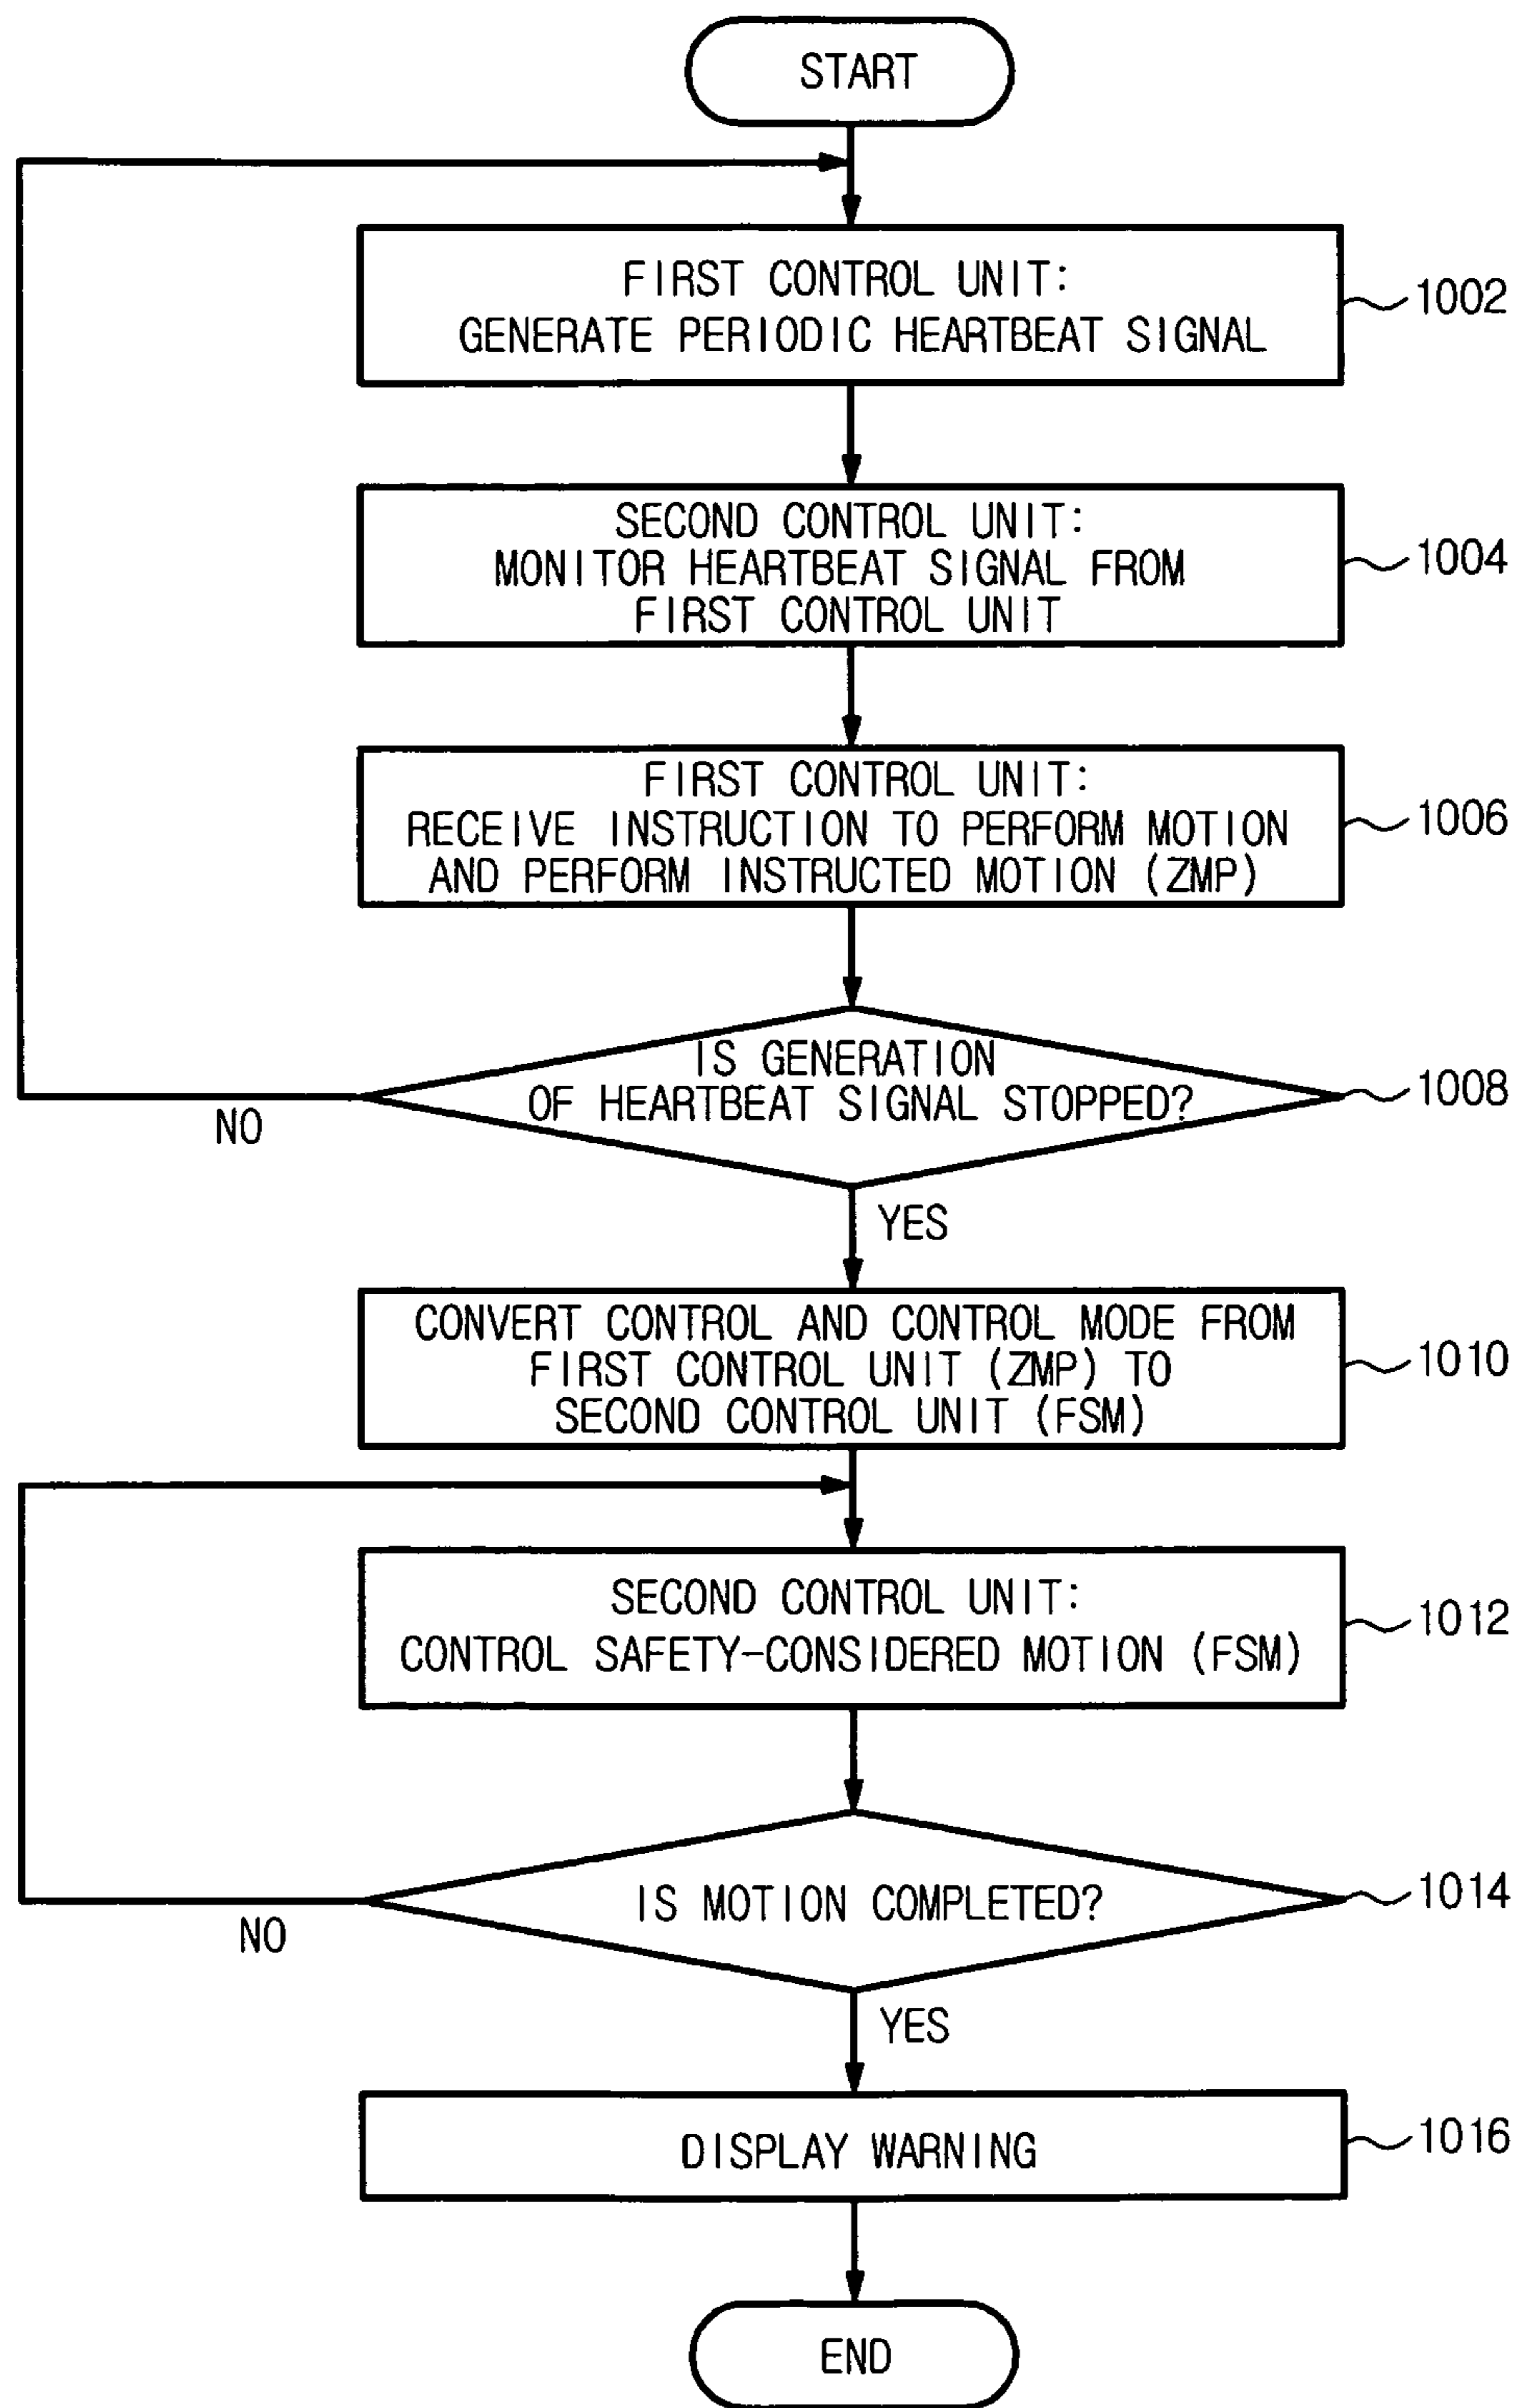 START
FIRST CONTROL UNIT:
GENERATE PERIODIC HEARTBEAT SIGNAL
1002
SECOND CONTROL UNIT:
MONITOR HEARTBEAT SIGNAL FROM
FIRST CONTROL UNIT
1004
FIRST CONTROL UNIT:
RECEIVE INSTRUCTION TO PERFORM MOTION
AND PERFORM INSTRUCTED MOTION (ZMP)
1006
IS GENERATION
OF HEARTBEAT SIGNAL STOPPED?
1008
NO
YES
CONVERT CONTROL AND CONTROL MODE FROM
FIRST CONTROL UNIT (ZMP) TO
SECOND CONTROL UNIT (FSM)
1010
SECOND CONTROL UNIT:
CONTROL SAFETY-CONSIDERED MOTION (FSM)
1012
IS MOTION COMPLETED?
1014
NO
YES
DISPLAY WARNING
1016
END